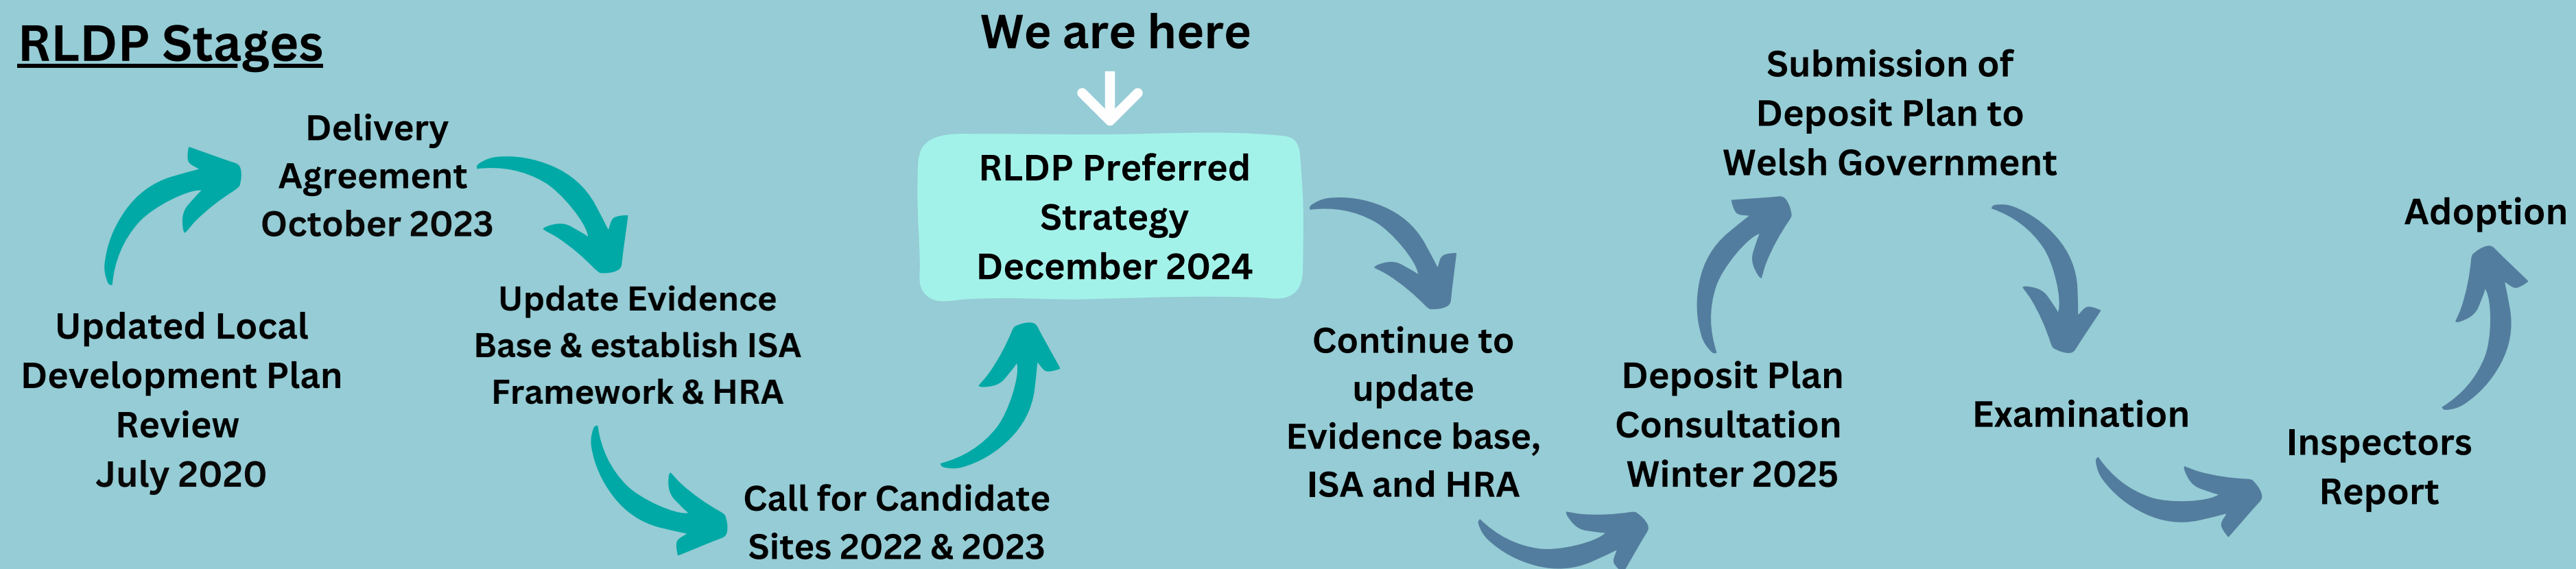 RLDP Stages
Updated Local
Development Plan
Review
July 2020
Delivery
Agreement
October 2023
Update Evidence
Base & establish ISA
Framework & HRA
Call for Candidate
Sites 2022 & 2023
We are here
RLDP Preferred
Strategy
December 2024
Continue to
update
Evidence base,
ISA and HRA
Deposit Plan
Consultation
Winter 2025
Submission of
Deposit Plan to
Welsh Government
Examination
Inspectors
Report
Adoption